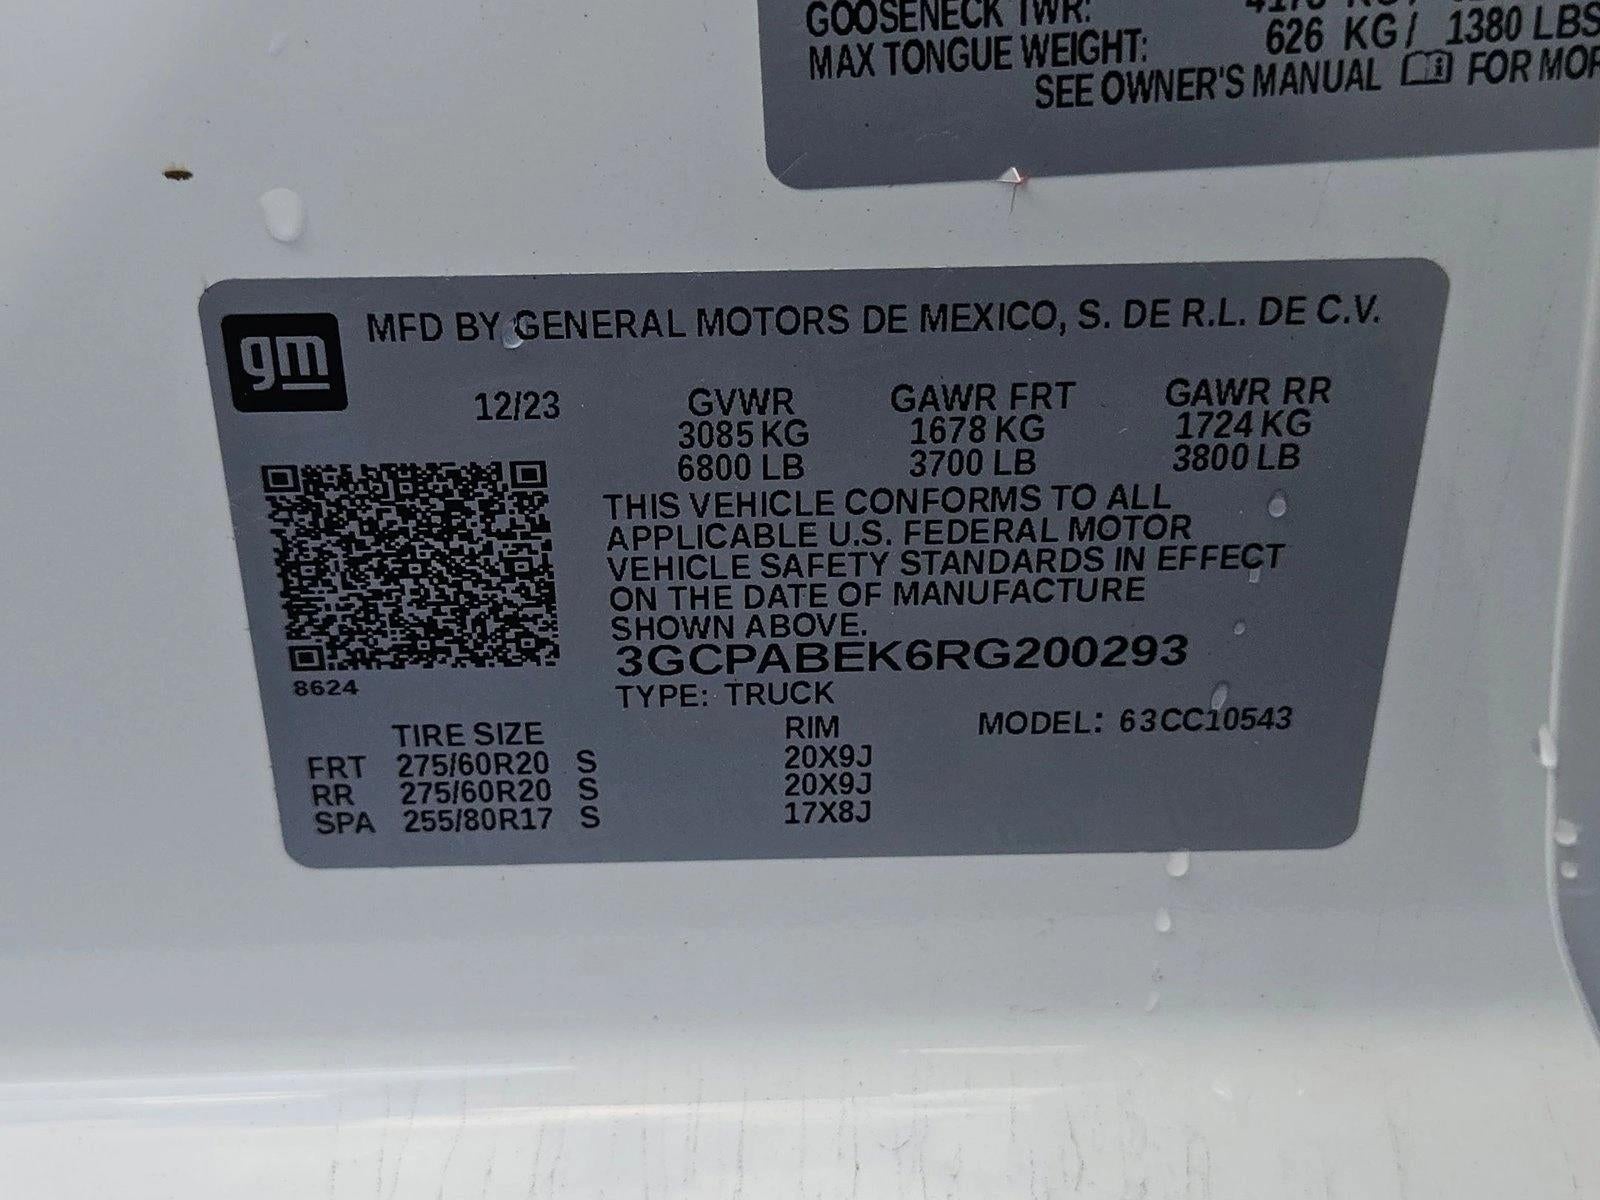 GOOSENECK TWR:
MAX TONGUE WEIGHT: 626 KG / 1380 LBS
SEE OWNER'S MANUAL FOR MOR
gm
MFD BY GENERAL MOTORS DE MEXICO, S. DE R.L. DE C.V.
12/23 GVWR GAWR FRT GAWR RR
3085 KG 1678 KG 1724 KG
6800 LB 3700 LB 3800 LB
THIS VEHICLE CONFORMS TO ALL
APPLICABLE U.S. FEDERAL MOTOR
VEHICLE SAFETY STANDARDS IN EFFECT
ON THE DATE OF MANUFACTURE
SHOWN ABOVE.
3GCPABEK6RG200293
8624
TYPE: TRUCK
MODEL: 63CC10543
TIRE SIZE RIM
FRT 275/60R20 S 20X9J
RR 275/60R20 S 20X9J
SPA 255/80R17 S 17X8J